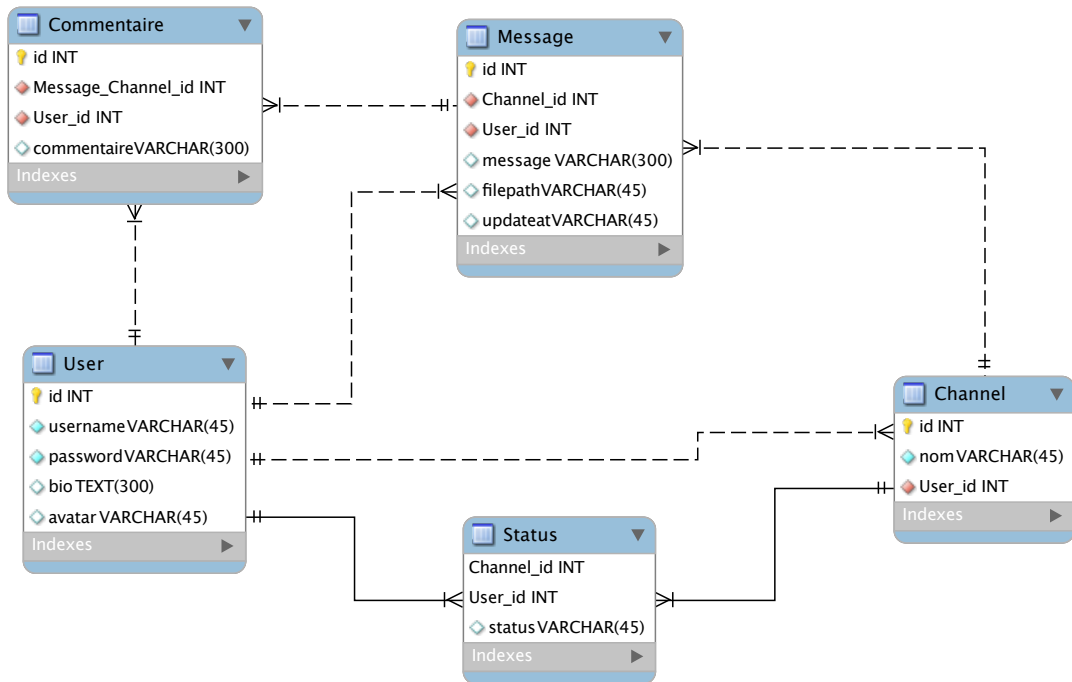 Commentaire
id INT
Message_Channel_id INT
User_id INT
commentaireVARCHAR(300)
Indexes
Message
id INT
Channel_id INT
User_id INT
message VARCHAR(300)
filepathVARCHAR(45)
updateatVARCHAR(45)
Indexes
User
id INT
usernameVARCHAR(45)
passwordVARCHAR(45)
bio TEXT(300)
avatar VARCHAR(45)
Indexes
Channel
id INT
nomVARCHAR(45)
User_id INT
Indexes
Status
Channel_id INT
User_id INT
statusVARCHAR(45)
Indexes